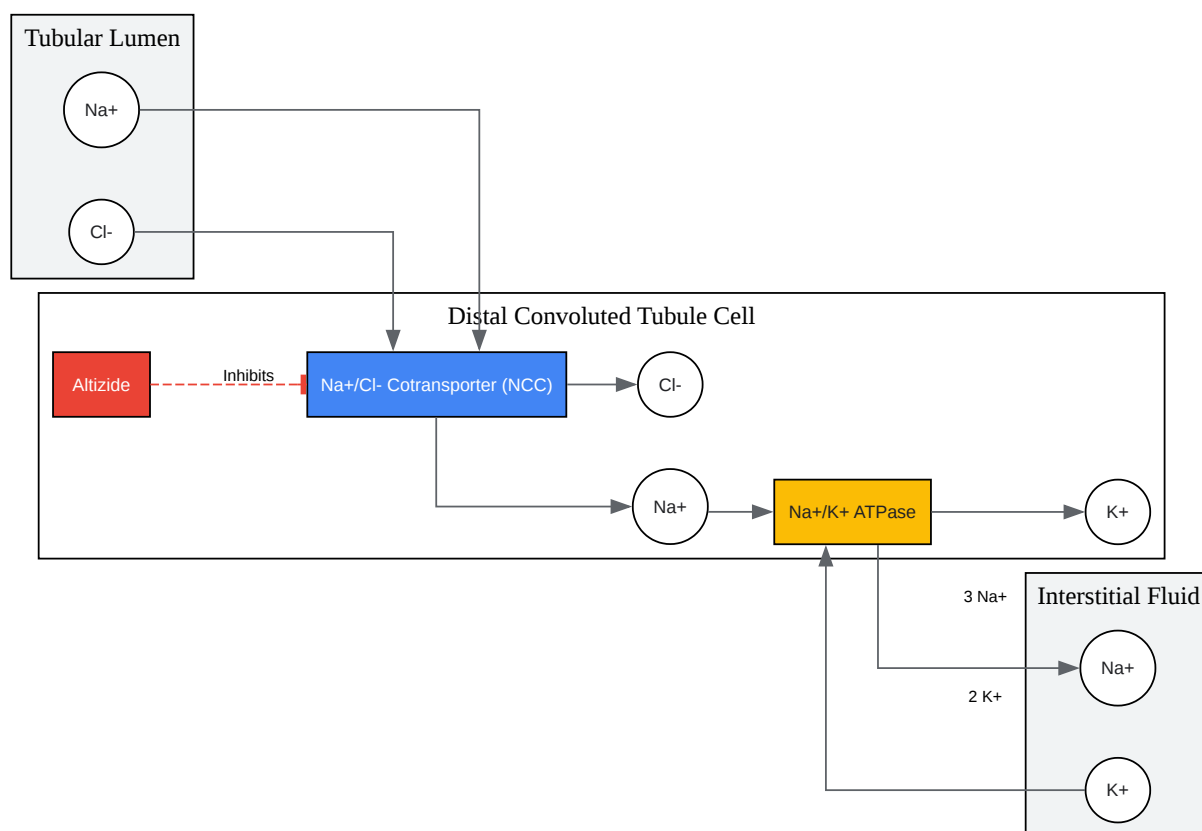 Tubular Lumen
Na+
Cl-
Distal Convoluted Tubule Cell
Altizide
Inhibits
Na+/Cl- Cotransporter (NCC)
Cl-
Na+
Na+/K+ ATPase
K+
3 Na+
Interstitial Fluid
Na+
2 K+
K+